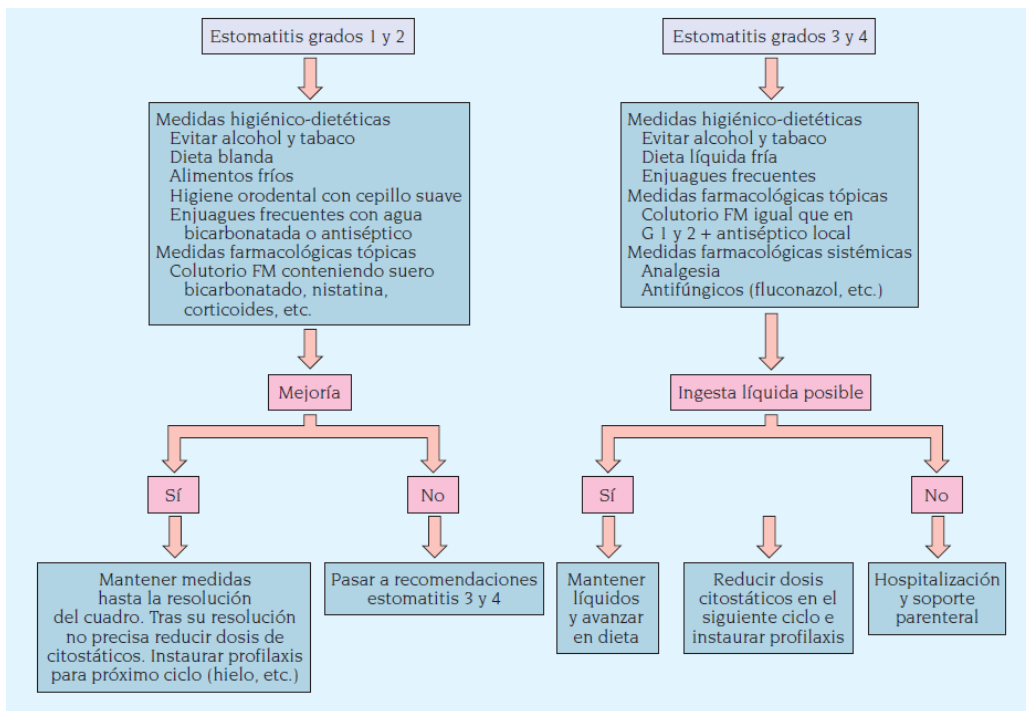 Estomatitis grados 1 y 2
Medidas higiénico-dietéticas
Evitar alcohol y tabaco
Dieta blanda
Alimentos fríos
Higiene orodental con cepillo suave
Enjuagues frecuentes con agua
bicarbonatada o antiséptico
Medidas farmacológicas tópicas
Colutorio FM conteniendo suero
bicarbonatado, nistatina,
corticoides, etc.
Mejoría
Sí
No
Mantener medidas
hasta la resolución
del cuadro. Tras su resolución
no precisa reducir dosis de
citostáticos. Instaurar profilaxis
para próximo ciclo (hielo, etc.)
Pasar a recomendaciones
estomatitis 3 y 4
Estomatitis grados 3 y 4
Medidas higiénico-dietéticas
Evitar alcohol y tabaco
Dieta líquida fría
Enjuagues frecuentes
Medidas farmacológicas tópicas
Colutorio FM igual que en
G 1 y 2 + antiséptico local
Medidas farmacológicas sistémicas
Analgesia
Antifúngicos (fluconazol, etc.)
Ingesta líquida posible
Sí
No
Mantener
líquidos
y avanzar
en dieta
Reducir dosis
citostáticos en el
siguiente ciclo e
instaurar profilaxis
Hospitalización
y soporte
parenteral